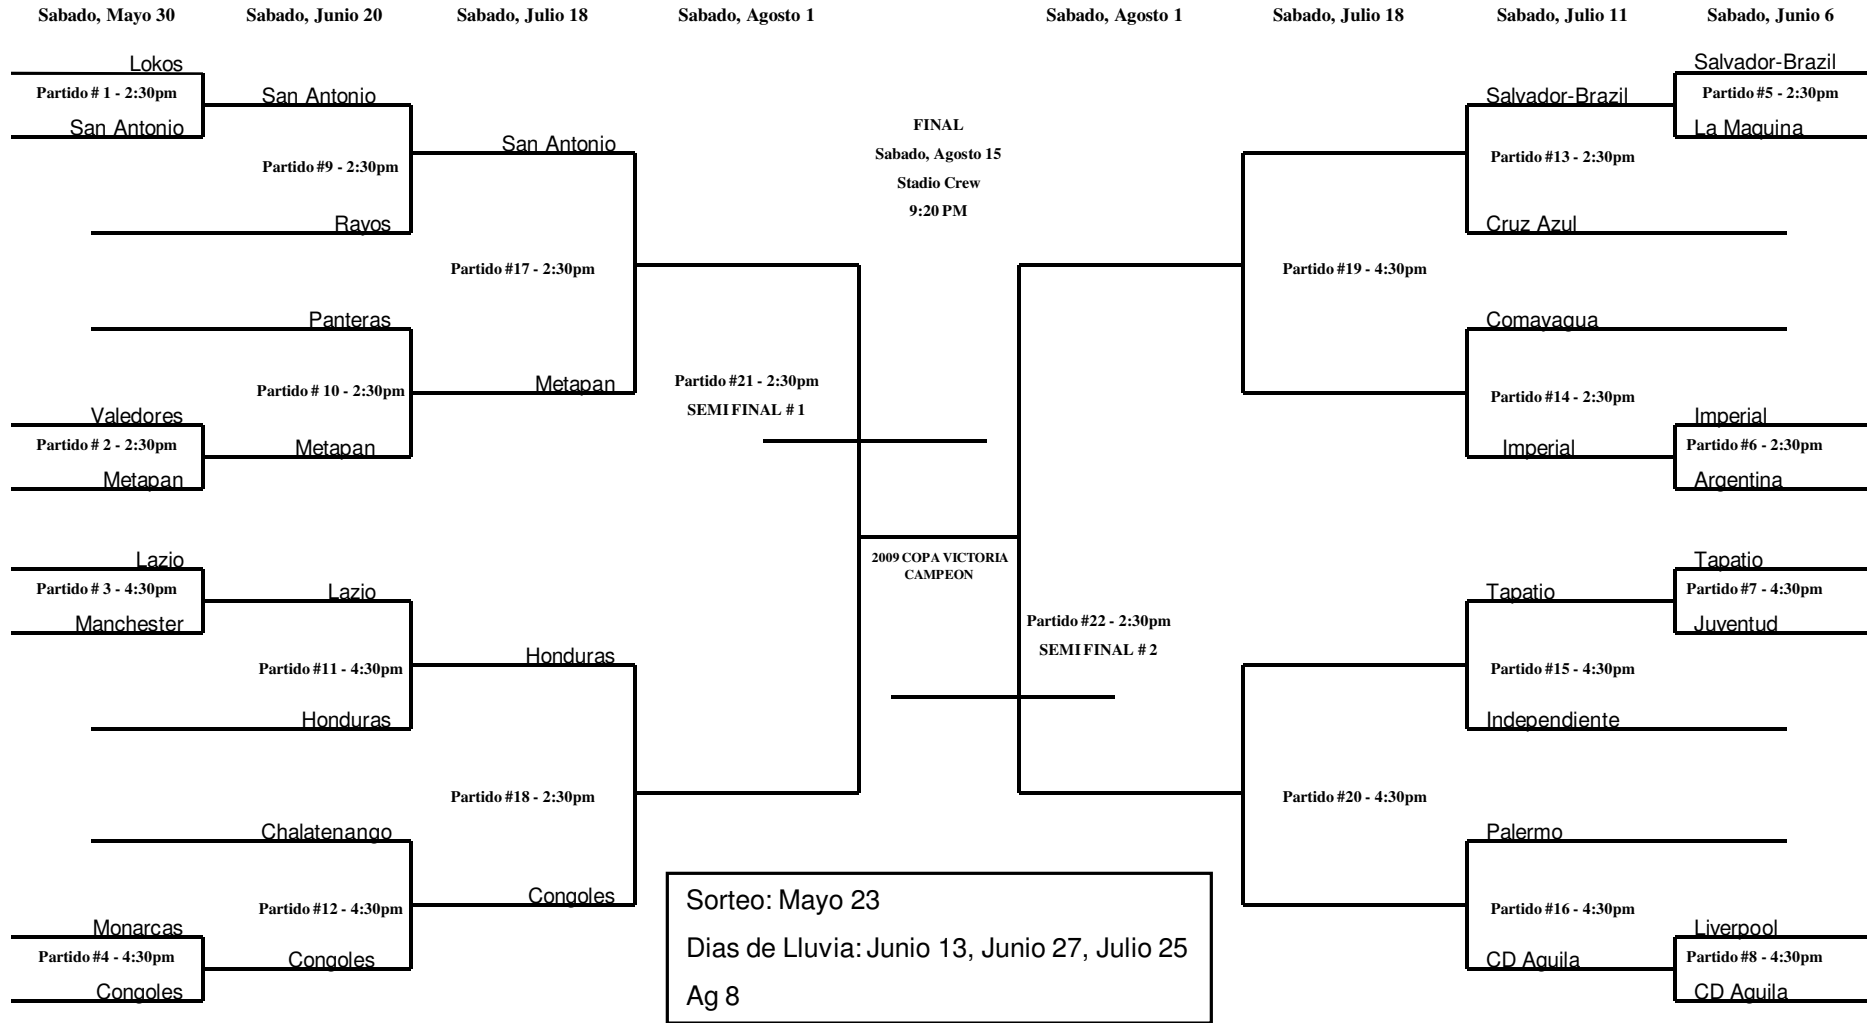 Sabado, Mayo 30
Sabado, Junio 20
Sabado, Julio 18
Sabado, Agosto 1
Sabado, Agosto 1
Sabado, Julio 18
Sabado, Julio 11
Sabado, Junio 6
Lokos
Partido # 1 - 2:30pm
San Antonio
San Antonio
Partido #9 - 2:30pm
Rayos
San Antonio
Partido #17 - 2:30pm
Panteras
Partido # 10 - 2:30pm
Metapan
Valedores
Partido # 2 - 2:30pm
Metapan
Metapan
Partido #21 - 2:30pm
SEMI FINAL # 1
Lazio
Partido # 3 - 4:30pm
Manchester
Lazio
Partido #11 - 4:30pm
Honduras
Honduras
Partido #18 - 2:30pm
Chalatenango
Partido #12 - 4:30pm
Congoles
Monarcas
Partido #4 - 4:30pm
Congoles
Congoles
FINAL
Sabado, Agosto 15
Stadio Crew
9:20 PM
2009 COPA VICTORIA
CAMPEON
Partido #22 - 2:30pm
SEMI FINAL # 2
Salvador-Brazil
Partido #5 - 2:30pm
La Maquina
Salvador-Brazil
Partido #13 - 2:30pm
Cruz Azul
Partido #19 - 4:30pm
Comayagua
Partido #14 - 2:30pm
Imperial
Imperial
Partido #6 - 2:30pm
Argentina
Tapatio
Partido #7 - 4:30pm
Juventud
Tapatio
Partido #15 - 4:30pm
Independiente
Partido #20 - 4:30pm
Palermo
Partido #16 - 4:30pm
CD Aguila
Liverpool
Partido #8 - 4:30pm
CD Aguila
Sorteo: Mayo 23
Dias de Lluvia: Junio 13, Junio 27, Julio 25
Ag 8